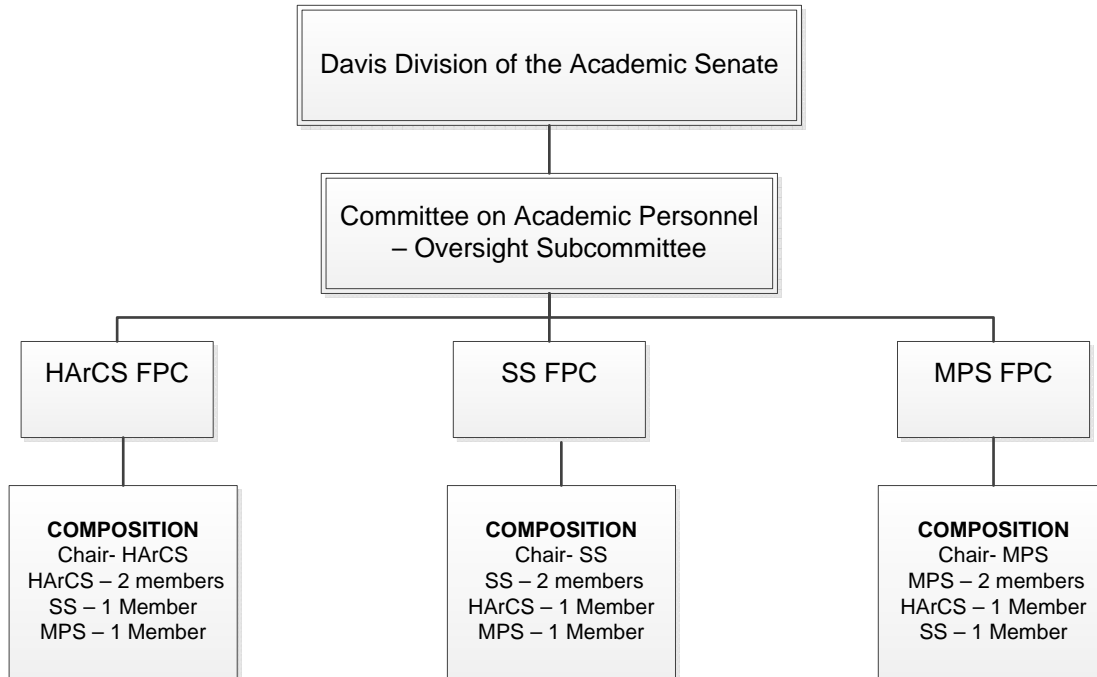 Davis Division of the Academic Senate
Committee on Academic Personnel
– Oversight Subcommittee
HArCS FPC
SS FPC
MPS FPC
COMPOSITION
Chair- HArCS
HArCS – 2 members
SS – 1 Member
MPS – 1 Member
COMPOSITION
Chair- SS
SS – 2 members
HArCS – 1 Member
MPS – 1 Member
COMPOSITION
Chair- MPS
MPS – 2 members
HArCS – 1 Member
SS – 1 Member